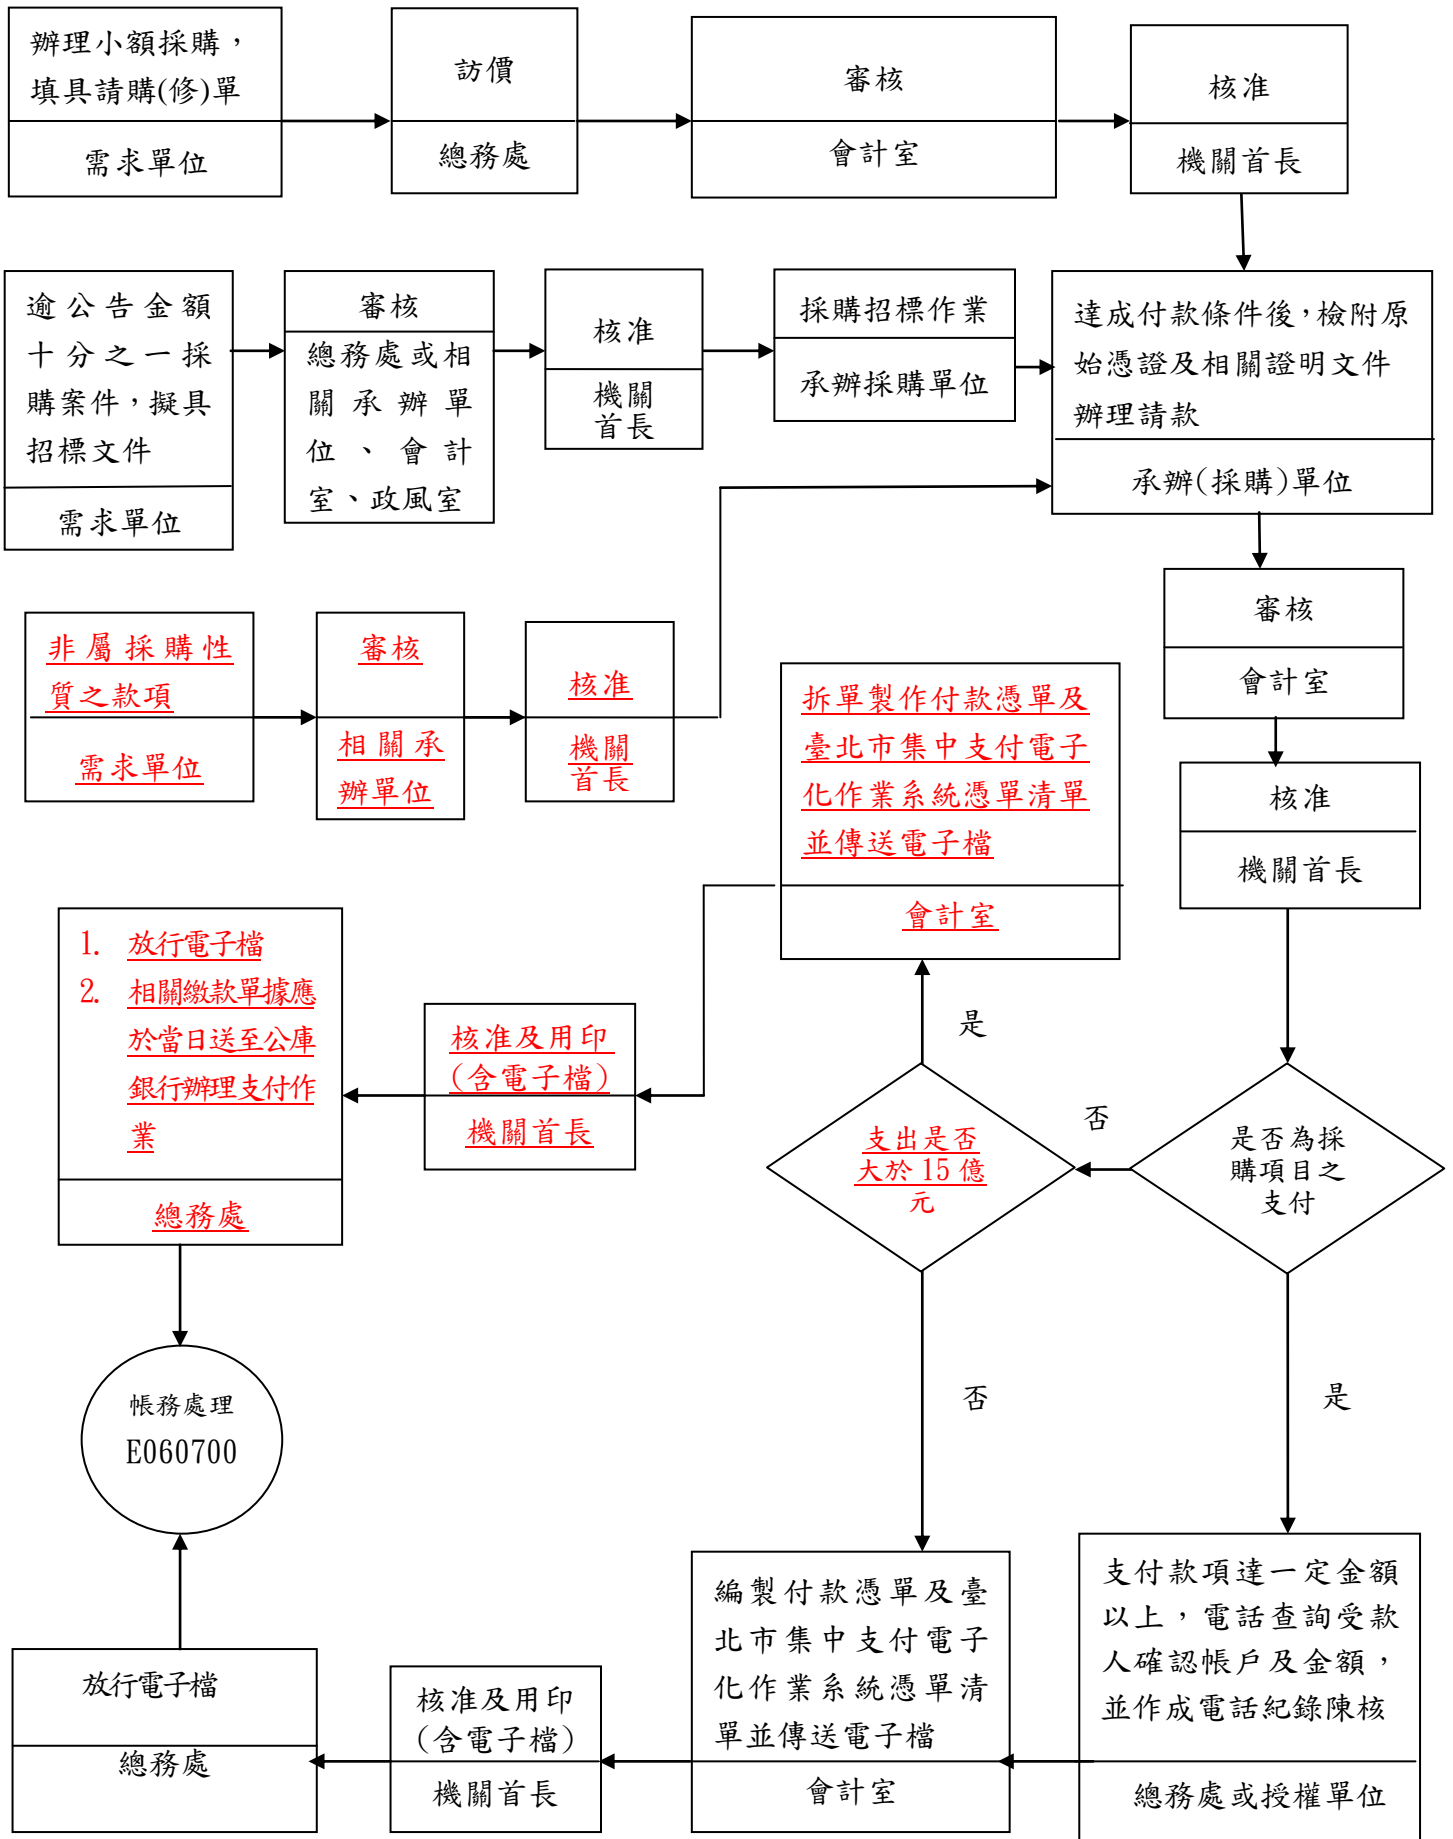 辦理小額採購，
填具請購(修)單
需求單位
訪價
總務處
審核
會計室
核准
機關首長
逾公告金額
十分之一採
購案件，擬具
招標文件
需求單位
審核
總務處或相
關承辦單
位、會計
室、政風室
核准
機關
首長
採購招標作業
承辦採購單位
達成付款條件後，檢附原
始憑證及相關證明文件
辦理請款
承辦(採購)單位
非屬採購性
質之款項
需求單位
審核
相關承
辦單位
核准
機關
首長
審核
會計室
核准
機關首長
拆單製作付款憑單及
臺北市集中支付電子
化作業系統憑單清單
並傳送電子檔
會計室
1. 放行電子檔
2. 相關繳款單據應
於當日送至公庫
銀行辦理支付作
業
總務處
核准及用印
(含電子檔)
機關首長
是
支出是否
大於 15 億
元
否
是否為採
購項目之
支付
否
是
帳務處理
E060700
放行電子檔
總務處
核准及用印
(含電子檔)
機關首長
編製付款憑單及臺
北市集中支付電子
化作業系統憑單清
單並傳送電子檔
會計室
支付款項達一定金額
以上，電話查詢受款
人確認帳戶及金額，
並作成電話紀錄陳核
總務處或授權單位